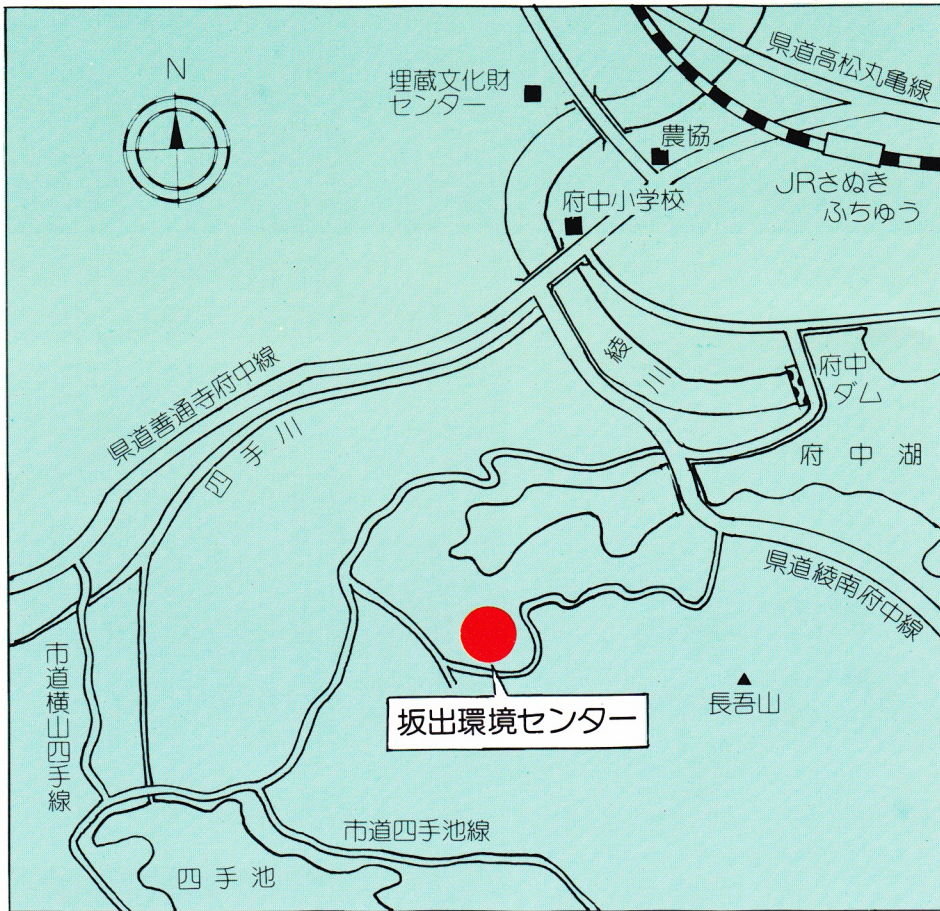 N
埋蔵文化財
センター
農協
県道高松丸亀線
JRさぬき
ふちゅう
府中小学校
綾川
府中
ダム
県道善通寺府中線
四手川
府中湖
県道綾南府中線
市道横山四手線
坂出環境センター
長吾山
市道四手池線
四手池